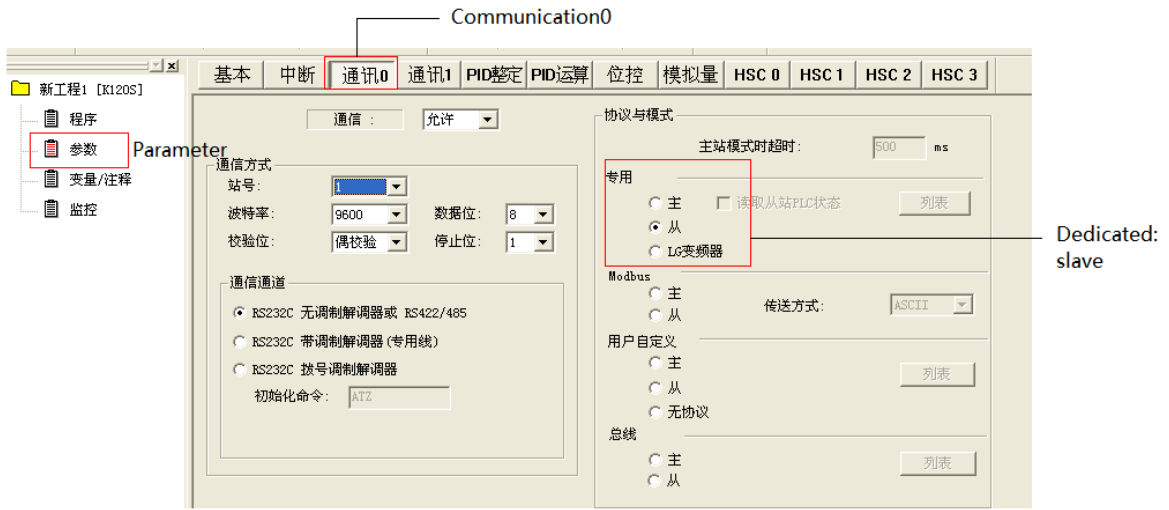 Communication0
基本 中断 通讯0 通讯1 PID整定 PID运算 位控 模拟量 HSC 0 HSC 1 HSC 2 HSC 3
新工程1 [K120S]
程序
参数
Parameter
变量/注释
监控
通信 : 允许
通信方式
站号: 1
波特率: 9600 数据位: 8
校验位: 偶校验 停止位: 1
通信通道
RS232C 无调制解调器或 RS422/485
RS232C 带调制解调器(专用线)
RS232C 拨号调制解调器
初始化命令: ATZ
协议与模式
主站模式时超时: 500 ms
专用
主 读取从站PLC状态 列表
从
LG变频器
Dedicated:
slave
Modbus
主
从
传送方式: ASCII
用户自定义
主
从
无协议
列表
总线
主
从
列表